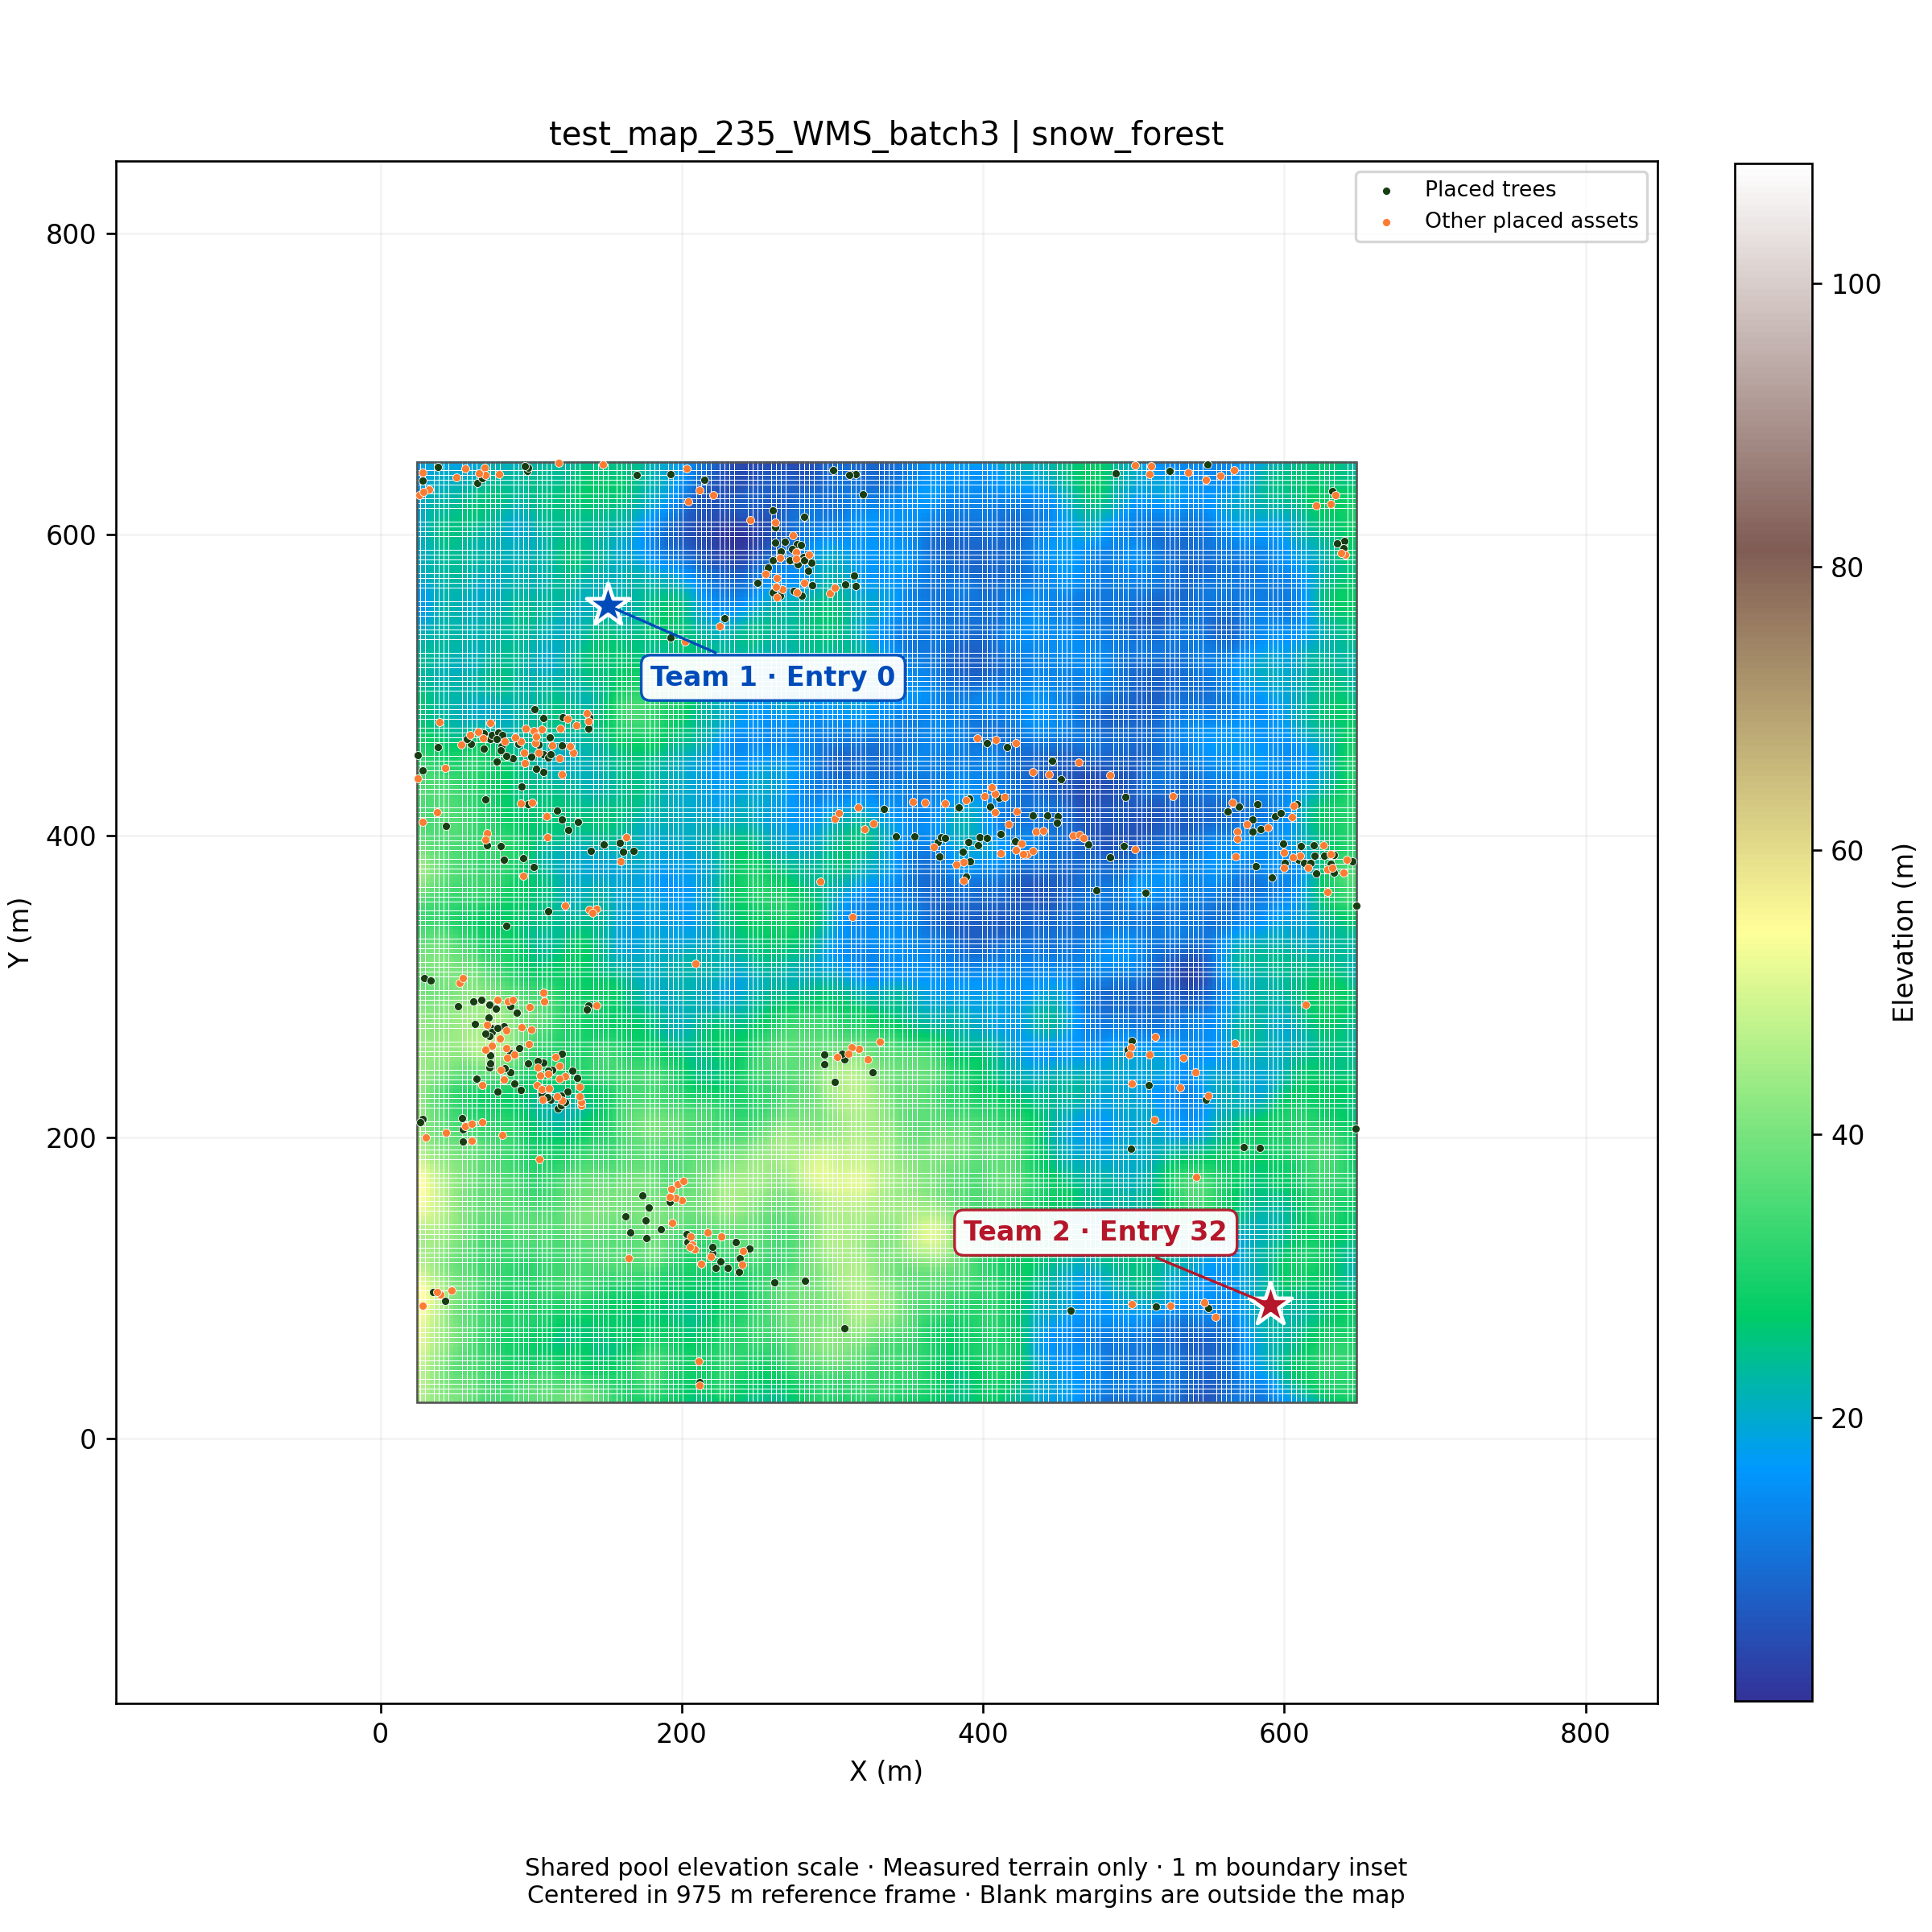 test_map_235_WMS_batch3 | snow_forest
Placed trees
Other placed assets
Team 1 · Entry 0
Team 2 · Entry 32
800
600
400
200
0
Y (m)
0
200
400
600
800
X (m)
100
80
60
40
20
Elevation (m)
Shared pool elevation scale · Measured terrain only · 1 m boundary inset
Centered in 975 m reference frame · Blank margins are outside the map